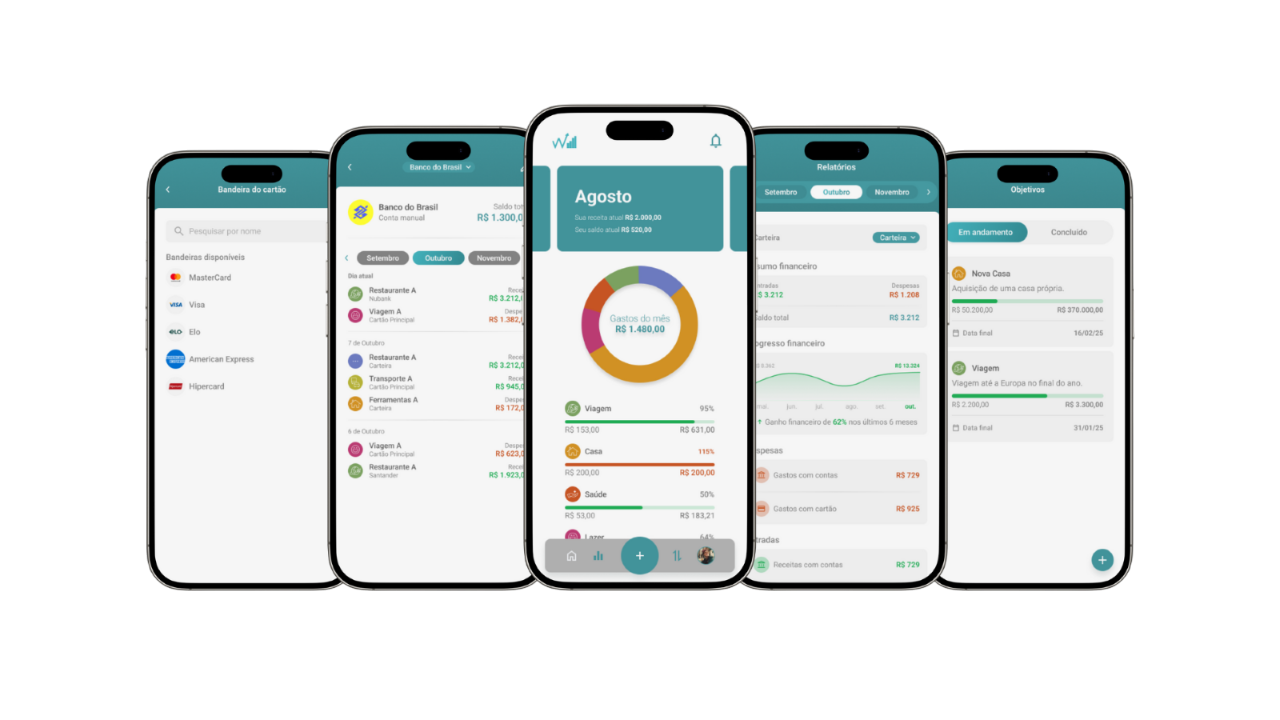 Bandeira do cartão
Pesquisar por nome
Bandeiras disponíveis
MasterCard
VISA
Visa
elo
Elo
American Express
Hipercard
Banco do Brasil
Banco do Brasil
Conta manual
Saldo tot
R$ 1.300,0
Setembro
Outubro
Novembro
Dia atual
Restaurante A
Nubank
Rece
R$ 3.212,
Viagem A
Cartão Principal
Despe
R$ 1.382,
7 de Outubro
Restaurante A
Carteira
Rece
R$ 3.212,0
Transporte A
Cartão Principal
Rece
R$ 945,0
Ferramentas A
Carteira
Despe
R$ 172,0
6 de Outubro
Viagem A
Cartão Principal
Despe
R$ 623,0
Restaurante A
Santander
Rece
R$ 1.923,0
Agosto
Sua receita atual R$ 2.000,00
Seu saldo atual R$ 520,00
Gastos do mês
R$ 1.480,00
Viagem
95%
R$ 153,00
R$ 631,00
Casa
115%
R$ 200,00
R$ 200,00
Saúde
50%
R$ 53,00
R$ 183,21
Lazer
64%
Relatórios
Setembro
Outubro
Novembro
Carteira
Carteira
sumo financeiro
ntradas
$ 3.212
Despesas
R$ 1.208
Saldo total
R$ 3.212
ogresso financeiro
R$ 13.204
mai.
jun.
jul.
ago.
set.
out.
Ganho financeiro de 62% nos últimos 6 meses
spesas
Gastos com contas
R$ 729
Gastos com cartão
R$ 925
tradas
Receitas com contas
R$ 729
Objetivos
Em andamento
Concluído
Nova Casa
Aquisição de uma casa própria.
R$ 50.200,00
R$ 370.000,00
Data final
16/02/25
Viagem
Viagem até a Europa no final do ano.
R$ 2.200,00
R$ 3.300,00
Data final
31/01/25